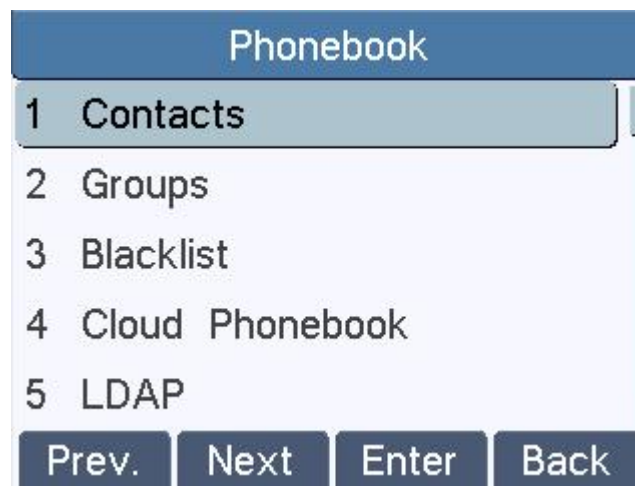 Phonebook
1 Contacts
2 Groups
3 Blacklist
4 Cloud Phonebook
5 LDAP
Prev. Next Enter Back